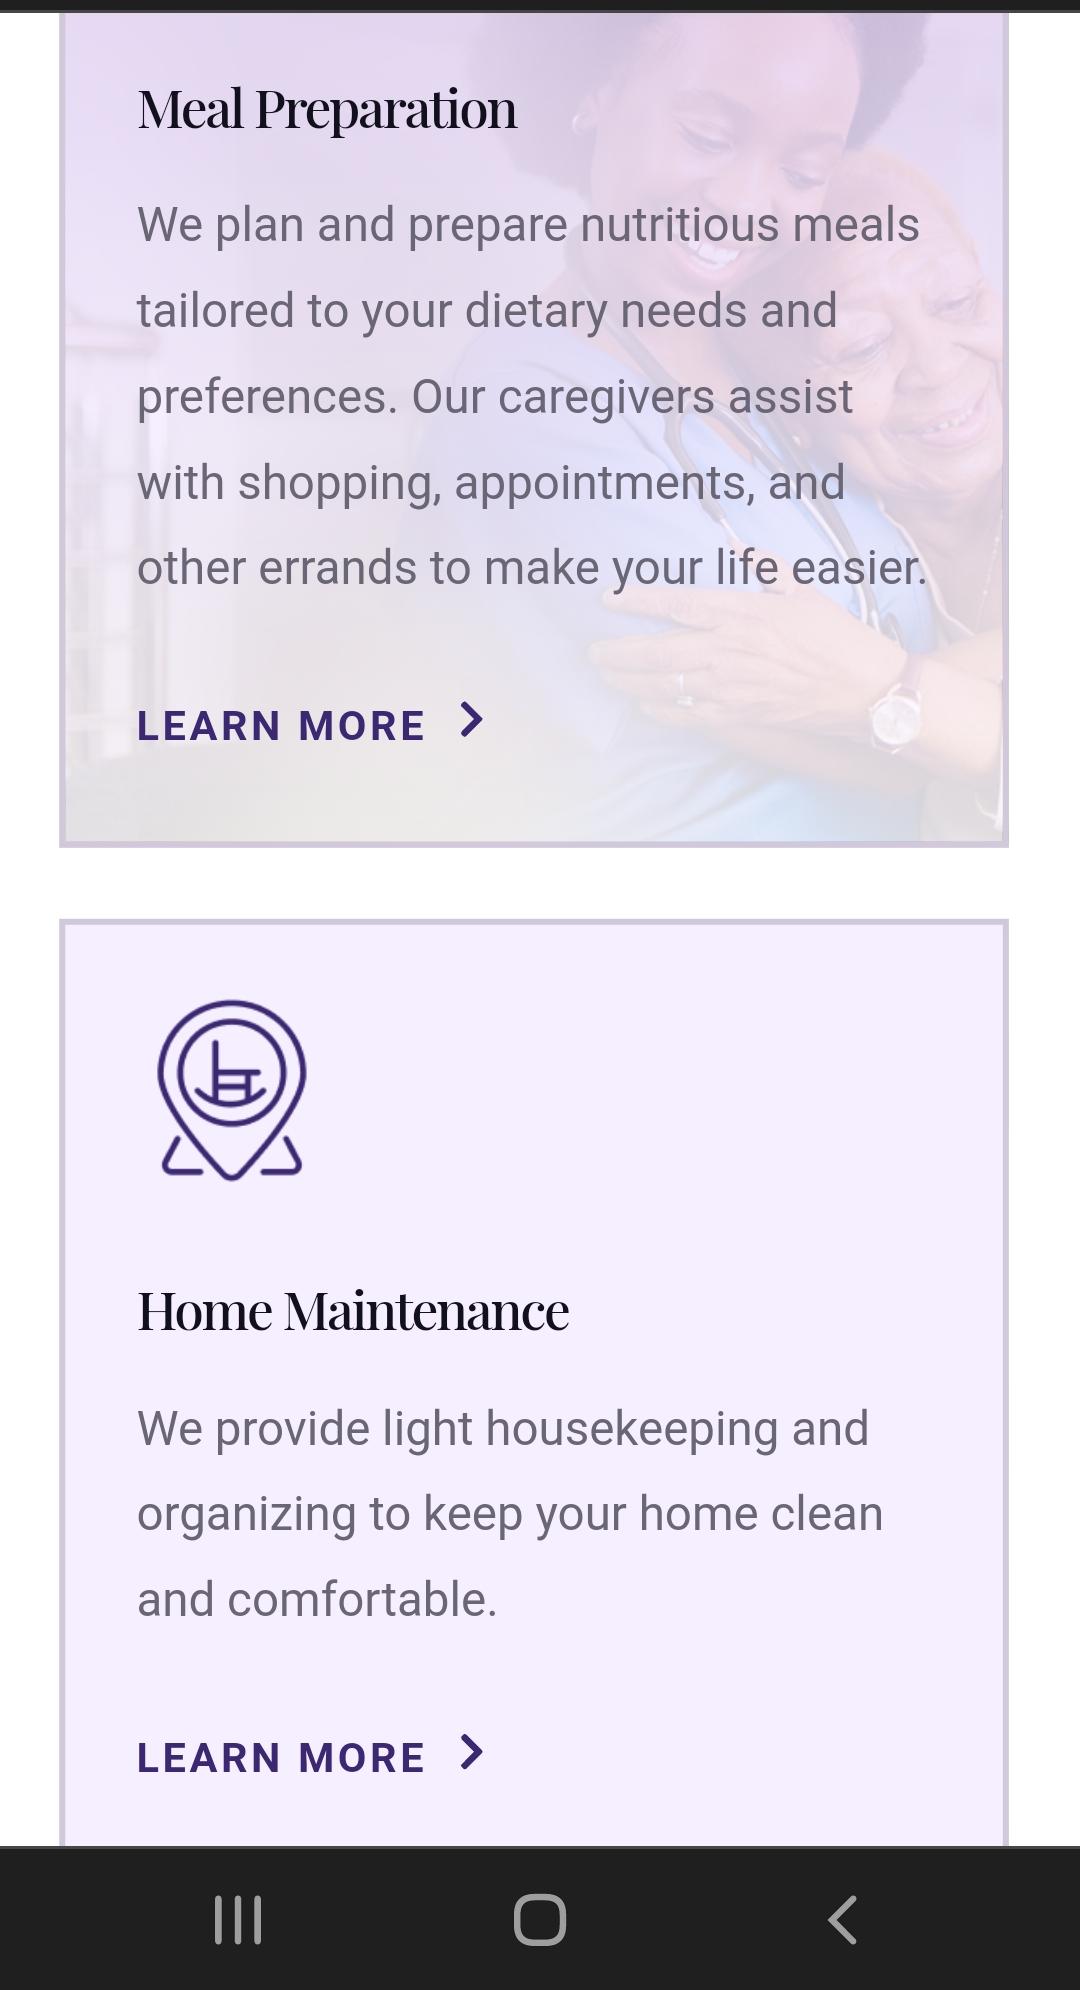 Meal Preparation
We plan and prepare nutritious meals
tailored to your dietary needs and
preferences. Our caregivers assist
with shopping, appointments, and
other errands to make your life easier.
LEARN MORE
Home Maintenance
We provide light housekeeping and
organizing to keep your home clean
and comfortable.
LEARN MORE